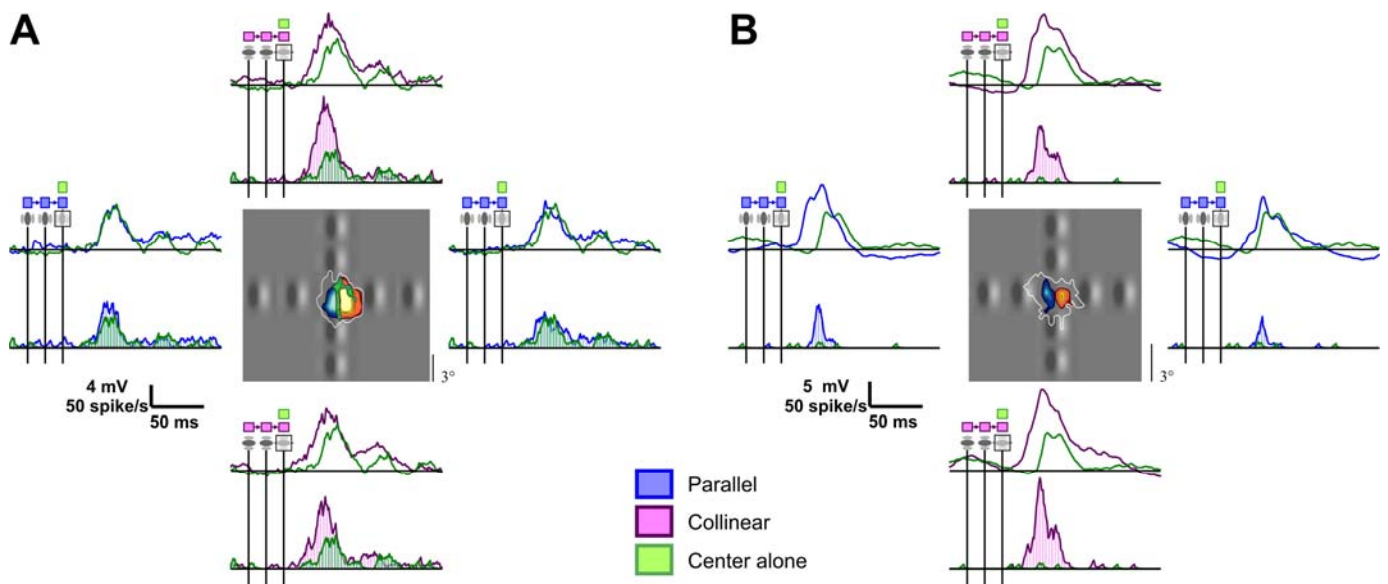 A
B
3°
4 mV
50 spike/s
50 ms
3°
5 mV
50 spike/s
50 ms
Parallel
Collinear
Center alone